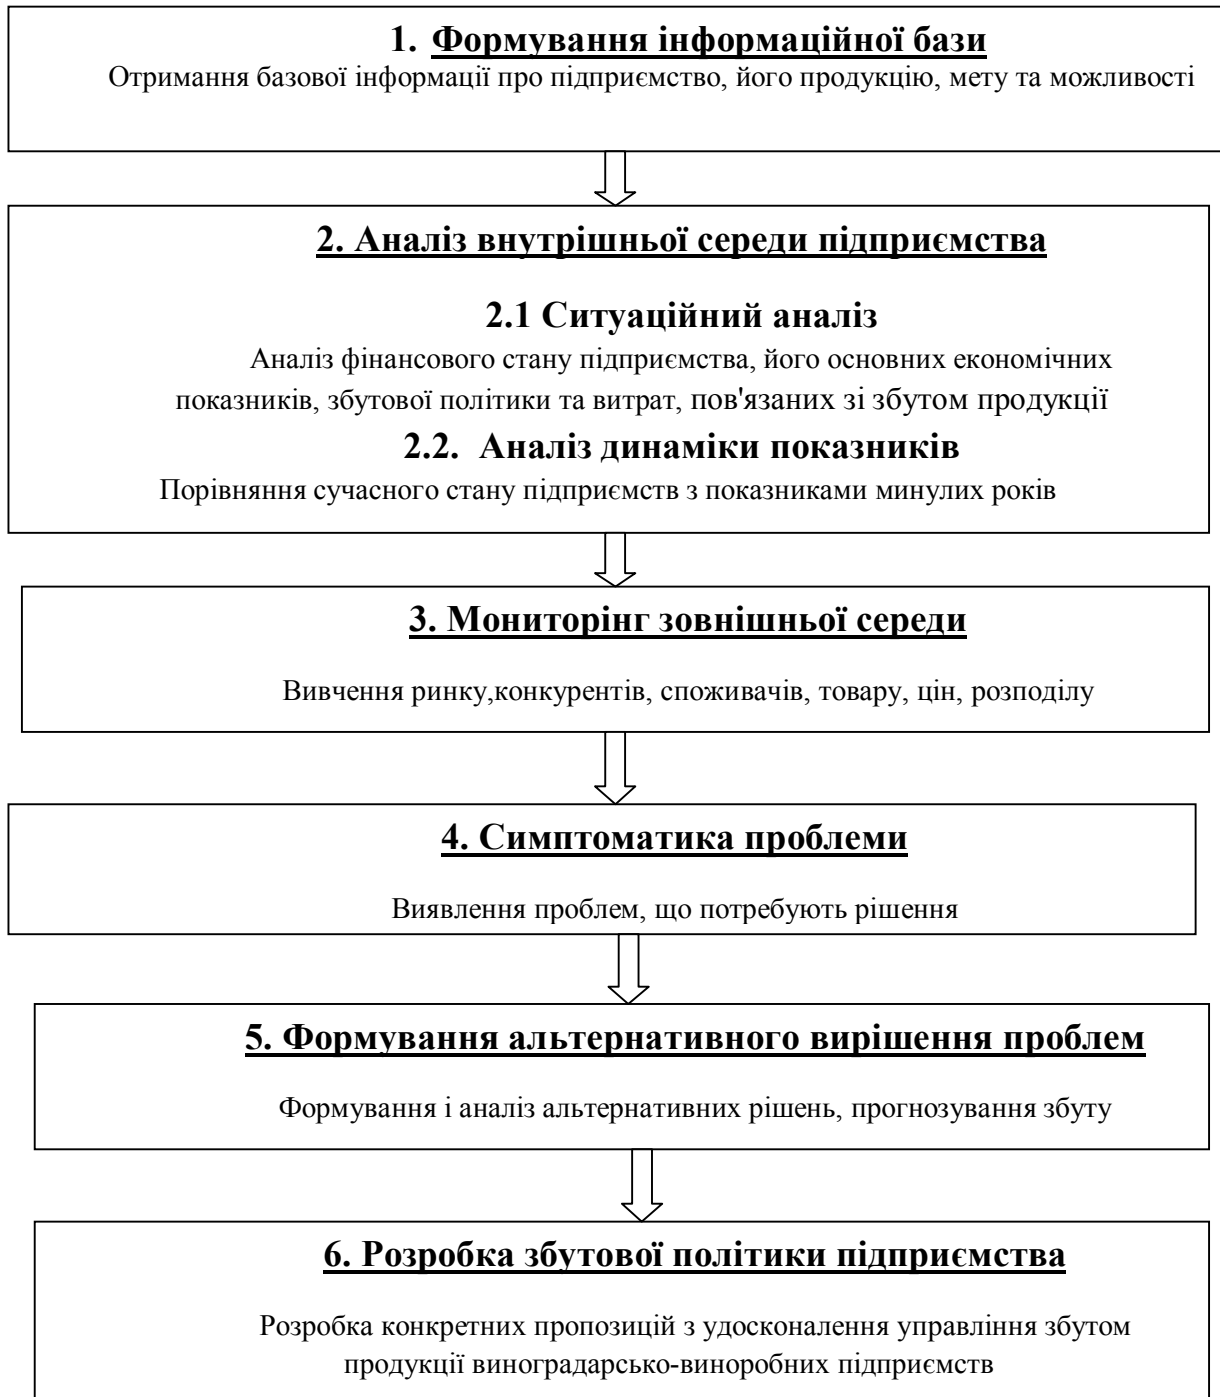 1. Формування інформаційної бази
Отримання базової інформації про підприємство, його продукцію, мету та можливості
2. Аналіз внутрішньої середи підприємства
2.1 Ситуаційний аналіз
Аналіз фінансового стану підприємства, його основних економічних
показників, збутової політики та витрат, пов'язаних зі збутом продукції
2.2. Аналіз динаміки показників
Порівняння сучасного стану підприємств з показниками минулих років
3. Мониторінг зовнішньої середи
Вивчення ринку,конкурентів, споживачів, товару, цін, розподілу
4. Симптоматика проблеми
Виявлення проблем, що потребують рішення
5. Формування альтернативного вирішення проблем
Формування і аналіз альтернативних рішень, прогнозування збуту
6. Розробка збутової політики підприємства
Розробка конкретних пропозицій з удосконалення управління збутом
продукції виноградарсько-виноробних підприємств